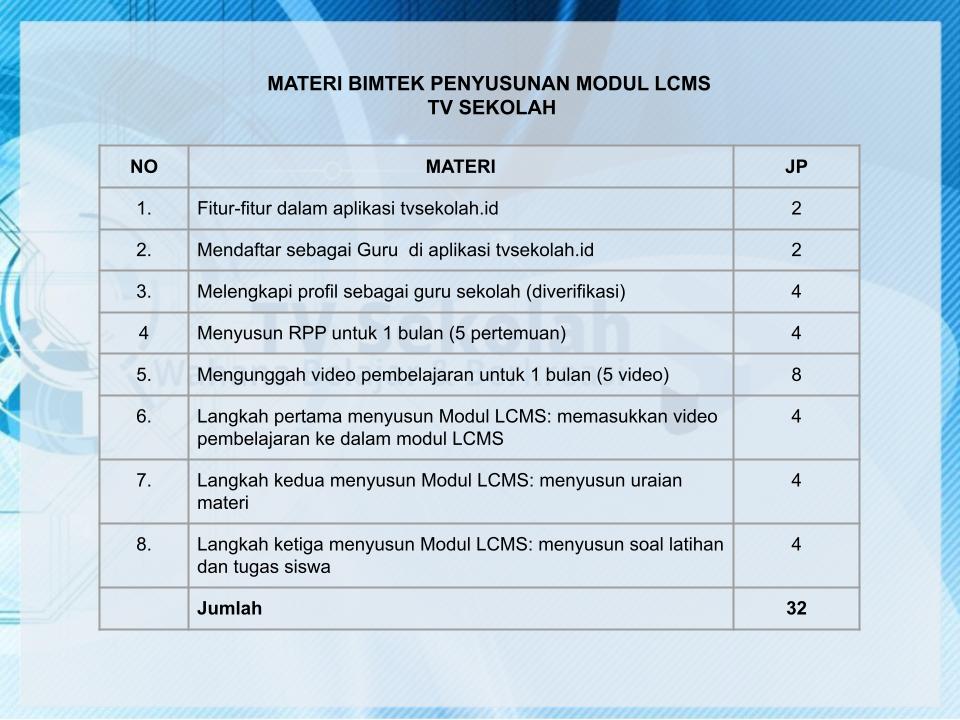 MATERI BIMTEK PENYUSUNAN MODUL LCMS
TV SEKOLAH
NO MATERI JP
1. Fitur-fitur dalam aplikasi tvsekolah.id 2
2. Mendaftar sebagai Guru  di aplikasi tvsekolah.id 2
3. Melengkapi profil sebagai guru sekolah (diverifikasi) 4
4 Menyusun RPP untuk 1 bulan (5 pertemuan) 4
5. Mengunggah video pembelajaran untuk 1 bulan (5 video) 8
6. Langkah pertama menyusun Modul LCMS: memasukkan video 4
pembelajaran ke dalam modul LCMS
7. Langkah kedua menyusun Modul LCMS: menyusun uraian 4
materi
8. Langkah ketiga menyusun Modul LCMS: menyusun soal latihan 4
dan tugas siswa
Jumlah 32
TV Sekolah